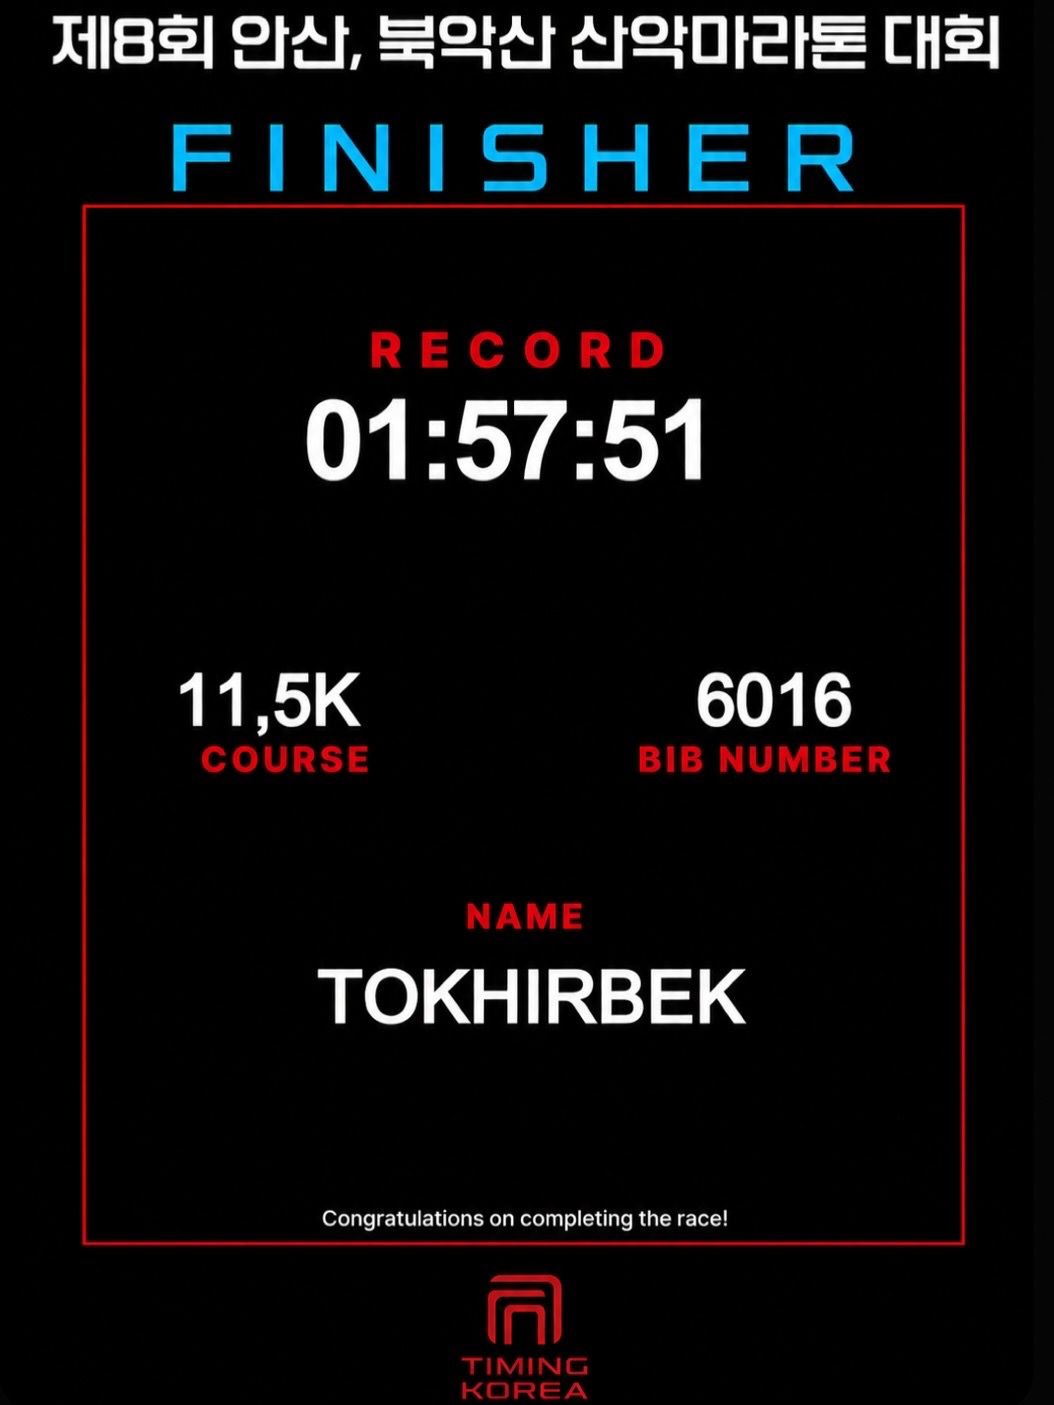 제8회 안산, 북악산 산악마라톤 대회
FINISHER
RECORD
01:57:51
11,5K
COURSE
6016
BIB NUMBER
NAME
TOKHIRBEK
Congratulations on completing the race!
TIMING
KOREA